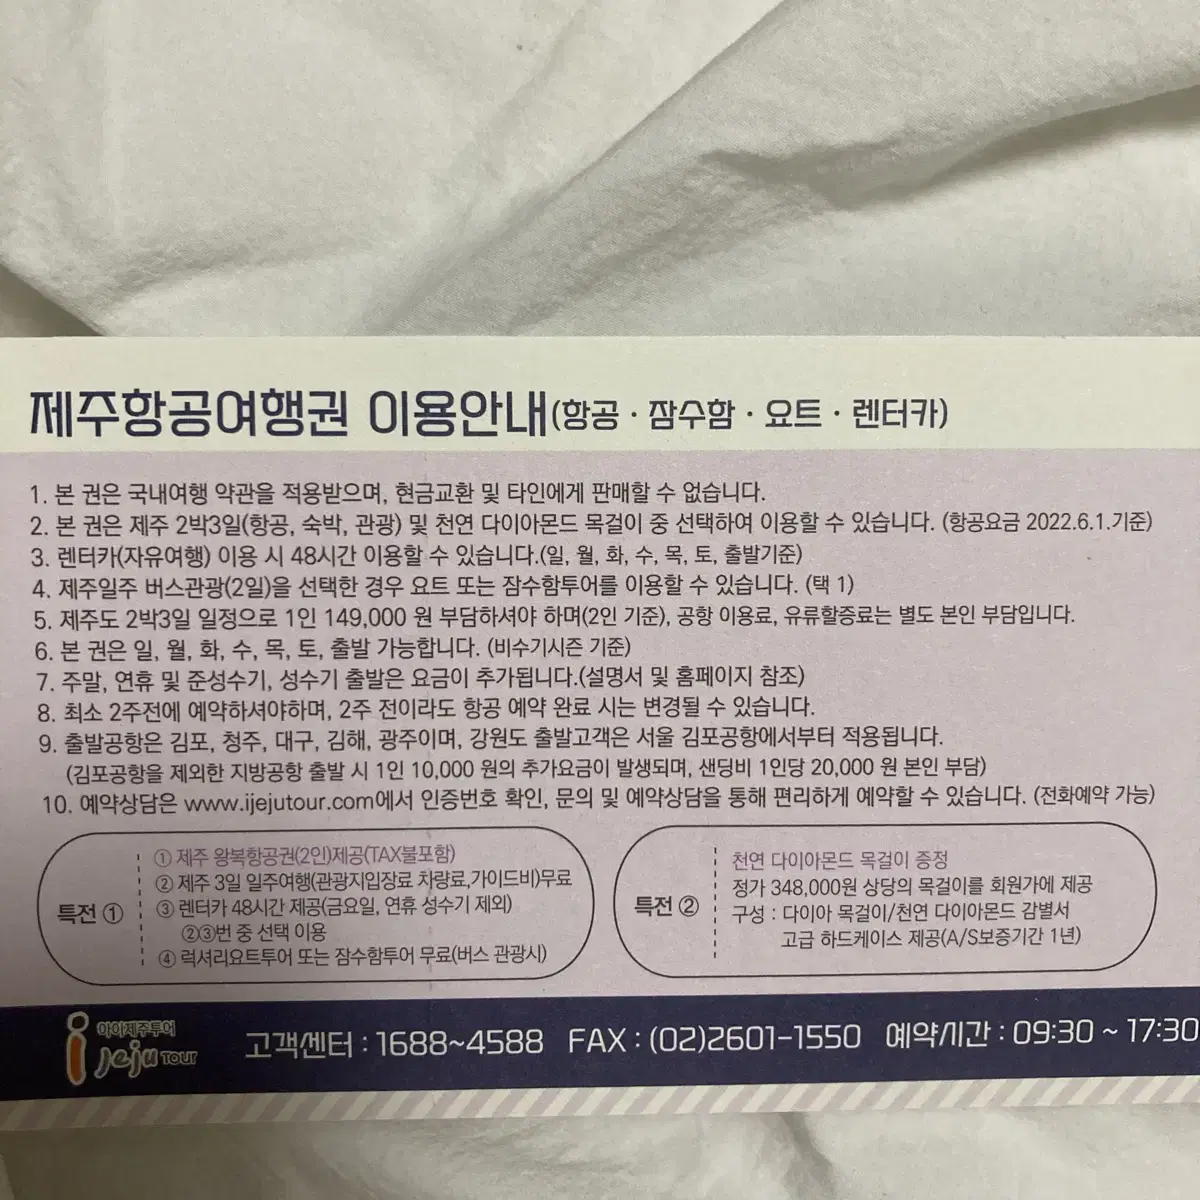 제주항공여행권 이용안내(항공 · 잠수함 · 요트 · 렌터카)
1. 본 권은 국내여행 약관을 적용받으며, 현금교환 및 타인에게 판매할 수 없습니다.
2. 본 권은 제주 2박3일(항공, 숙박, 관광) 및 천연 다이아몬드 목걸이 중 선택하여 이용할 수 있습니다. (항공요금 2022.6.1.기준)
3. 렌터카(자유여행) 이용 시 48시간 이용할 수 있습니다.(일, 월, 화, 수, 목, 토, 출발기준)
4. 제주일주 버스관광(2일)을 선택한 경우 요트 또는 잠수함투어를 이용할 수 있습니다. (택 1)
5. 제주도 2박3일 일정으로 1인 149,000 원 부담하셔야 하며(2인 기준), 공항 이용료, 유류할증료는 별도 본인 부담입니다.
6. 본 권은 일, 월, 화, 수, 목, 토, 출발 가능합니다. (비수기시즌 기준)
7. 주말, 연휴 및 준성수기, 성수기 출발은 요금이 추가됩니다.(설명서 및 홈페이지 참조)
8. 최소 2주전에 예약하셔야하며, 2주 전이라도 항공 예약 완료 시는 변경될 수 있습니다.
9. 출발공항은 김포, 청주, 대구, 김해, 광주이며, 강원도 출발고객은 서울 김포공항에서부터 적용됩니다.
(김포공항을 제외한 지방공항 출발 시 1인 10,000 원의 추가요금이 발생되며, 샌딩비 1인당 20,000 원 본인 부담)
10. 예약상담은 www.ijejutour.com에서 인증번호 확인, 문의 및 예약상담을 통해 편리하게 예약할 수 있습니다. (전화예약 가능)
특전 ①
① 제주 왕복항공권(2인)제공(TAX불포함)
② 제주 3일 일주여행(관광지입장료 차량료,가이드비)무료
③ 렌터카 48시간 제공(금요일, 연휴 성수기 제외)
②③번 중 선택 이용
④ 럭셔리요트투어 또는 잠수함투어 무료(버스 관광시)
특전 ②
천연 다이아몬드 목걸이 증정
정가 348,000원 상당의 목걸이를 회원가에 제공
구성 : 다이아 목걸이/천연 다이아몬드 감별서
고급 하드케이스 제공(A/S보증기간 1년)
아이제주투어
i Jeju TOUR
고객센터 : 1688~4588 FAX : (02)2601-1550 예약시간 : 09:30 ~ 17:30